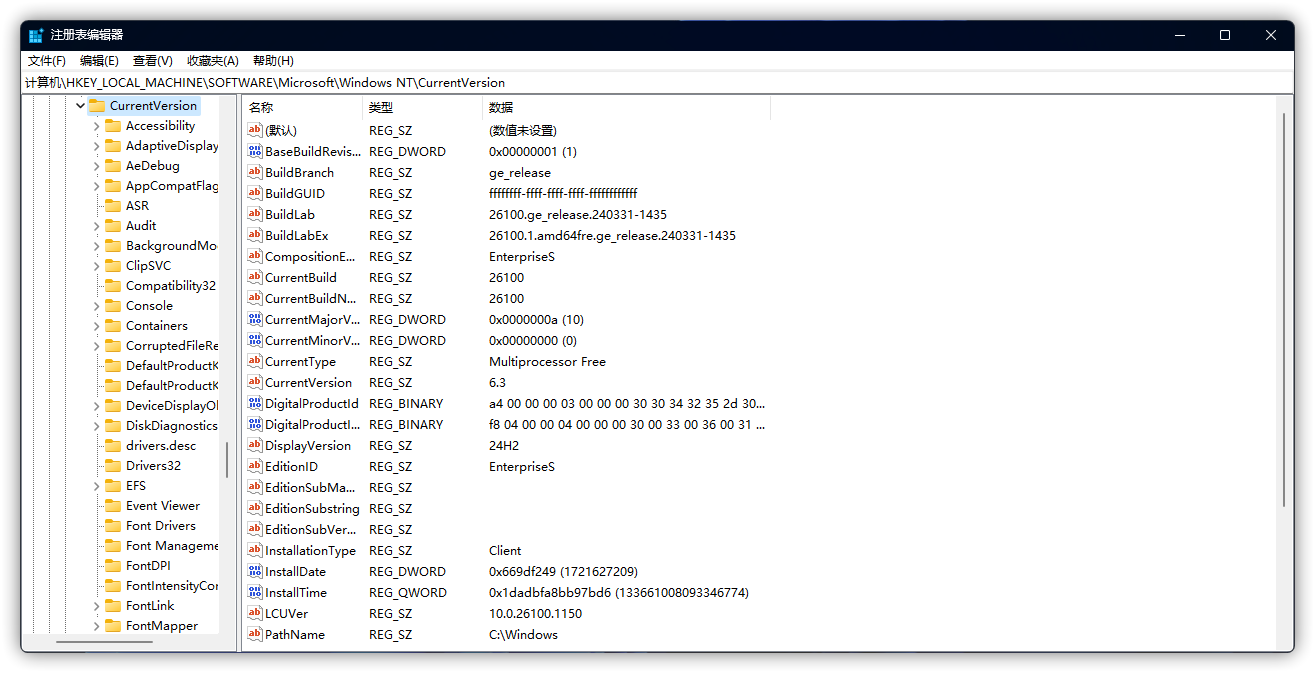 注册表编辑器
文件(F) 编辑(E) 查看(V) 收藏夹(A) 帮助(H)
计算机\HKEY_LOCAL_MACHINE\SOFTWARE\Microsoft\Windows NT\CurrentVersion
CurrentVersion
Accessibility
AdaptiveDisplay
AeDebug
AppCompatFlag
ASR
Audit
BackgroundMo
ClipSVC
Compatibility32
Console
Containers
CorruptedFileRe
DefaultProductK
DefaultProductK
DeviceDisplayOl
DiskDiagnostics
drivers.desc
Drivers32
EFS
Event Viewer
Font Drivers
Font Manageme
FontDPI
FontIntensityCor
FontLink
FontMapper
名称 类型 数据
(默认) REG_SZ (数值未设置)
BaseBuildRevis... REG_DWORD 0x00000001 (1)
BuildBranch REG_SZ ge_release
BuildGUID REG_SZ ffffffff-ffff-ffff-ffff-ffffffffffff
BuildLab REG_SZ 26100.ge_release.240331-1435
BuildLabEx REG_SZ 26100.1.amd64fre.ge_release.240331-1435
CompositionE... REG_SZ EnterpriseS
CurrentBuild REG_SZ 26100
CurrentBuildN... REG_SZ 26100
CurrentMajorV... REG_DWORD 0x0000000a (10)
CurrentMinorV... REG_DWORD 0x00000000 (0)
CurrentType REG_SZ Multiprocessor Free
CurrentVersion REG_SZ 6.3
DigitalProductId REG_BINARY a4 00 00 00 03 00 00 00 30 30 34 32 35 2d 30...
DigitalProductI... REG_BINARY f8 04 00 00 04 00 00 00 30 00 33 00 36 00 31 ...
DisplayVersion REG_SZ 24H2
EditionID REG_SZ EnterpriseS
EditionSubMa... REG_SZ
EditionSubstring REG_SZ
EditionSubVer... REG_SZ
InstallationType REG_SZ Client
InstallDate REG_DWORD 0x669df249 (1721627209)
InstallTime REG_QWORD 0x1dadbfa8bb97bd6 (133661008093346774)
LCUVer REG_SZ 10.0.26100.1150
PathName REG_SZ C:\Windows